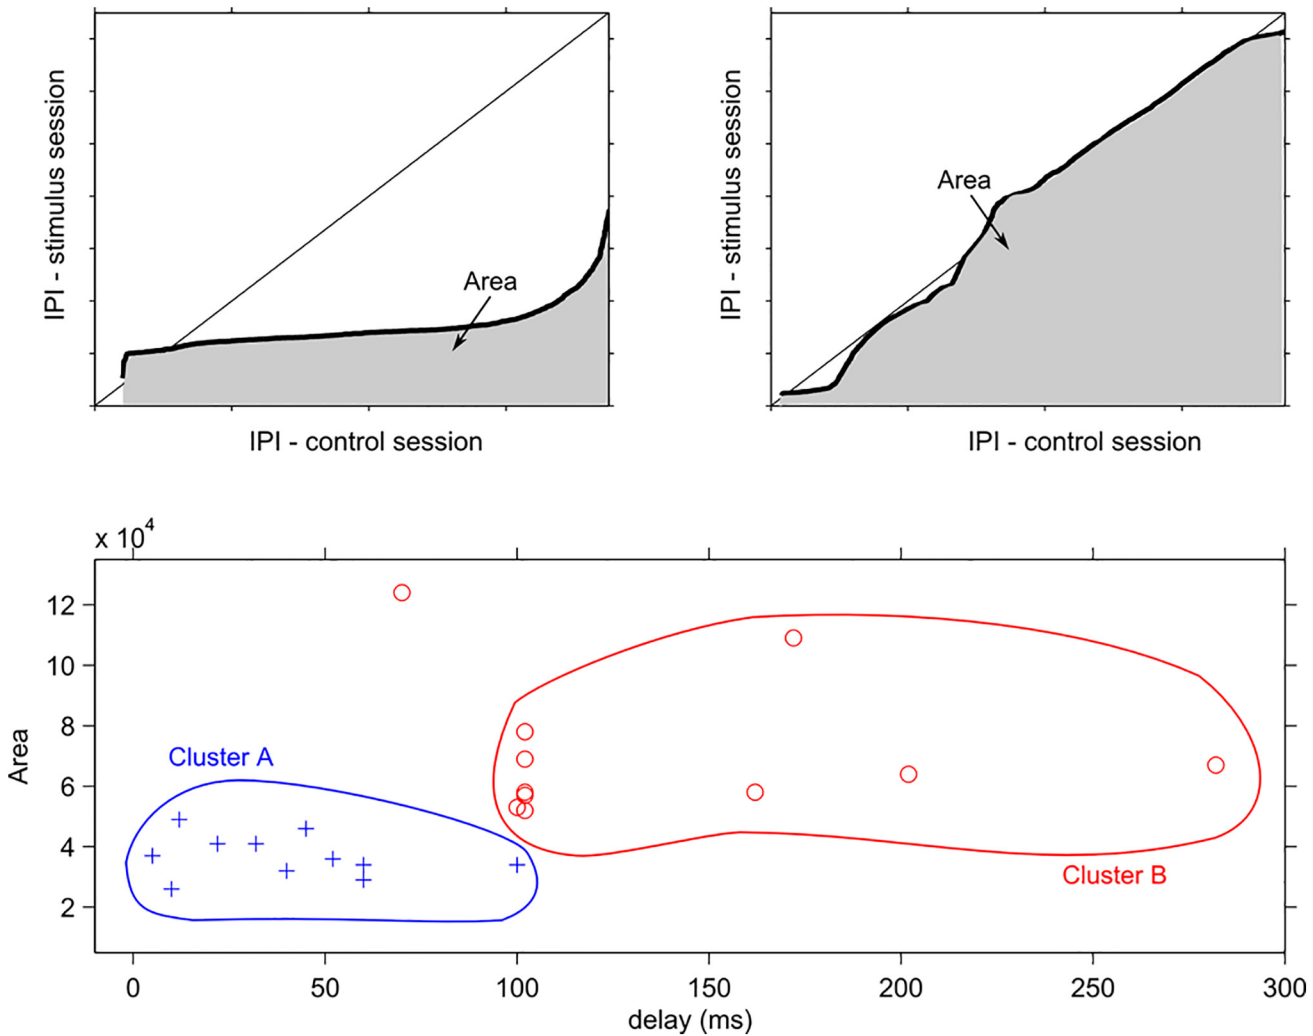 IPI - stimulus session
Area
IPI - control session
IPI - stimulus session
Area
IPI - control session
x 10^4
Area
12
10
8
6
4
2
Cluster A
Cluster B
0 50 100 150 200 250 300
delay (ms)